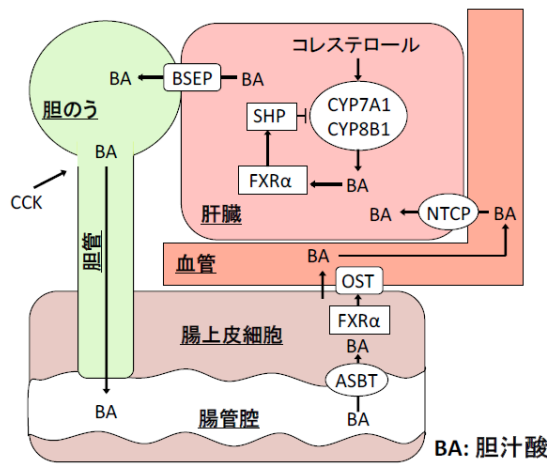 コレステロール
BA
BSEP
BA
胆のう
SHP
CYP7A1
CYP8B1
BA
FXRα
BA
CCK
肝臓
BA
NTCP
BA
胆管
血管
BA
OST
腸上皮細胞
FXRα
BA
ASBT
BA
腸管腔
BA
BA: 胆汁酸